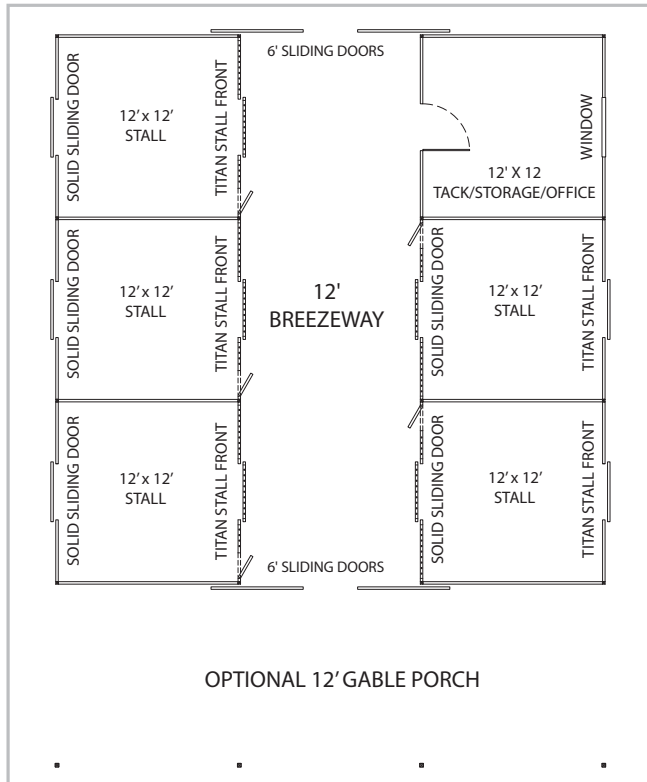 6' SLIDING DOORS
SOLID SLIDING DOOR
12' x 12'
STALL
TITAN STALL FRONT
WINDOW
12' X 12
TACK/STORAGE/OFFICE
SOLID SLIDING DOOR
12' x 12'
STALL
TITAN STALL FRONT
12'
BREEZEWAY
SOLID SLIDING DOOR
12' x 12'
STALL
TITAN STALL FRONT
SOLID SLIDING DOOR
12' x 12'
STALL
TITAN STALL FRONT
SOLID SLIDING DOOR
12' x 12'
STALL
TITAN STALL FRONT
6' SLIDING DOORS
OPTIONAL 12' GABLE PORCH